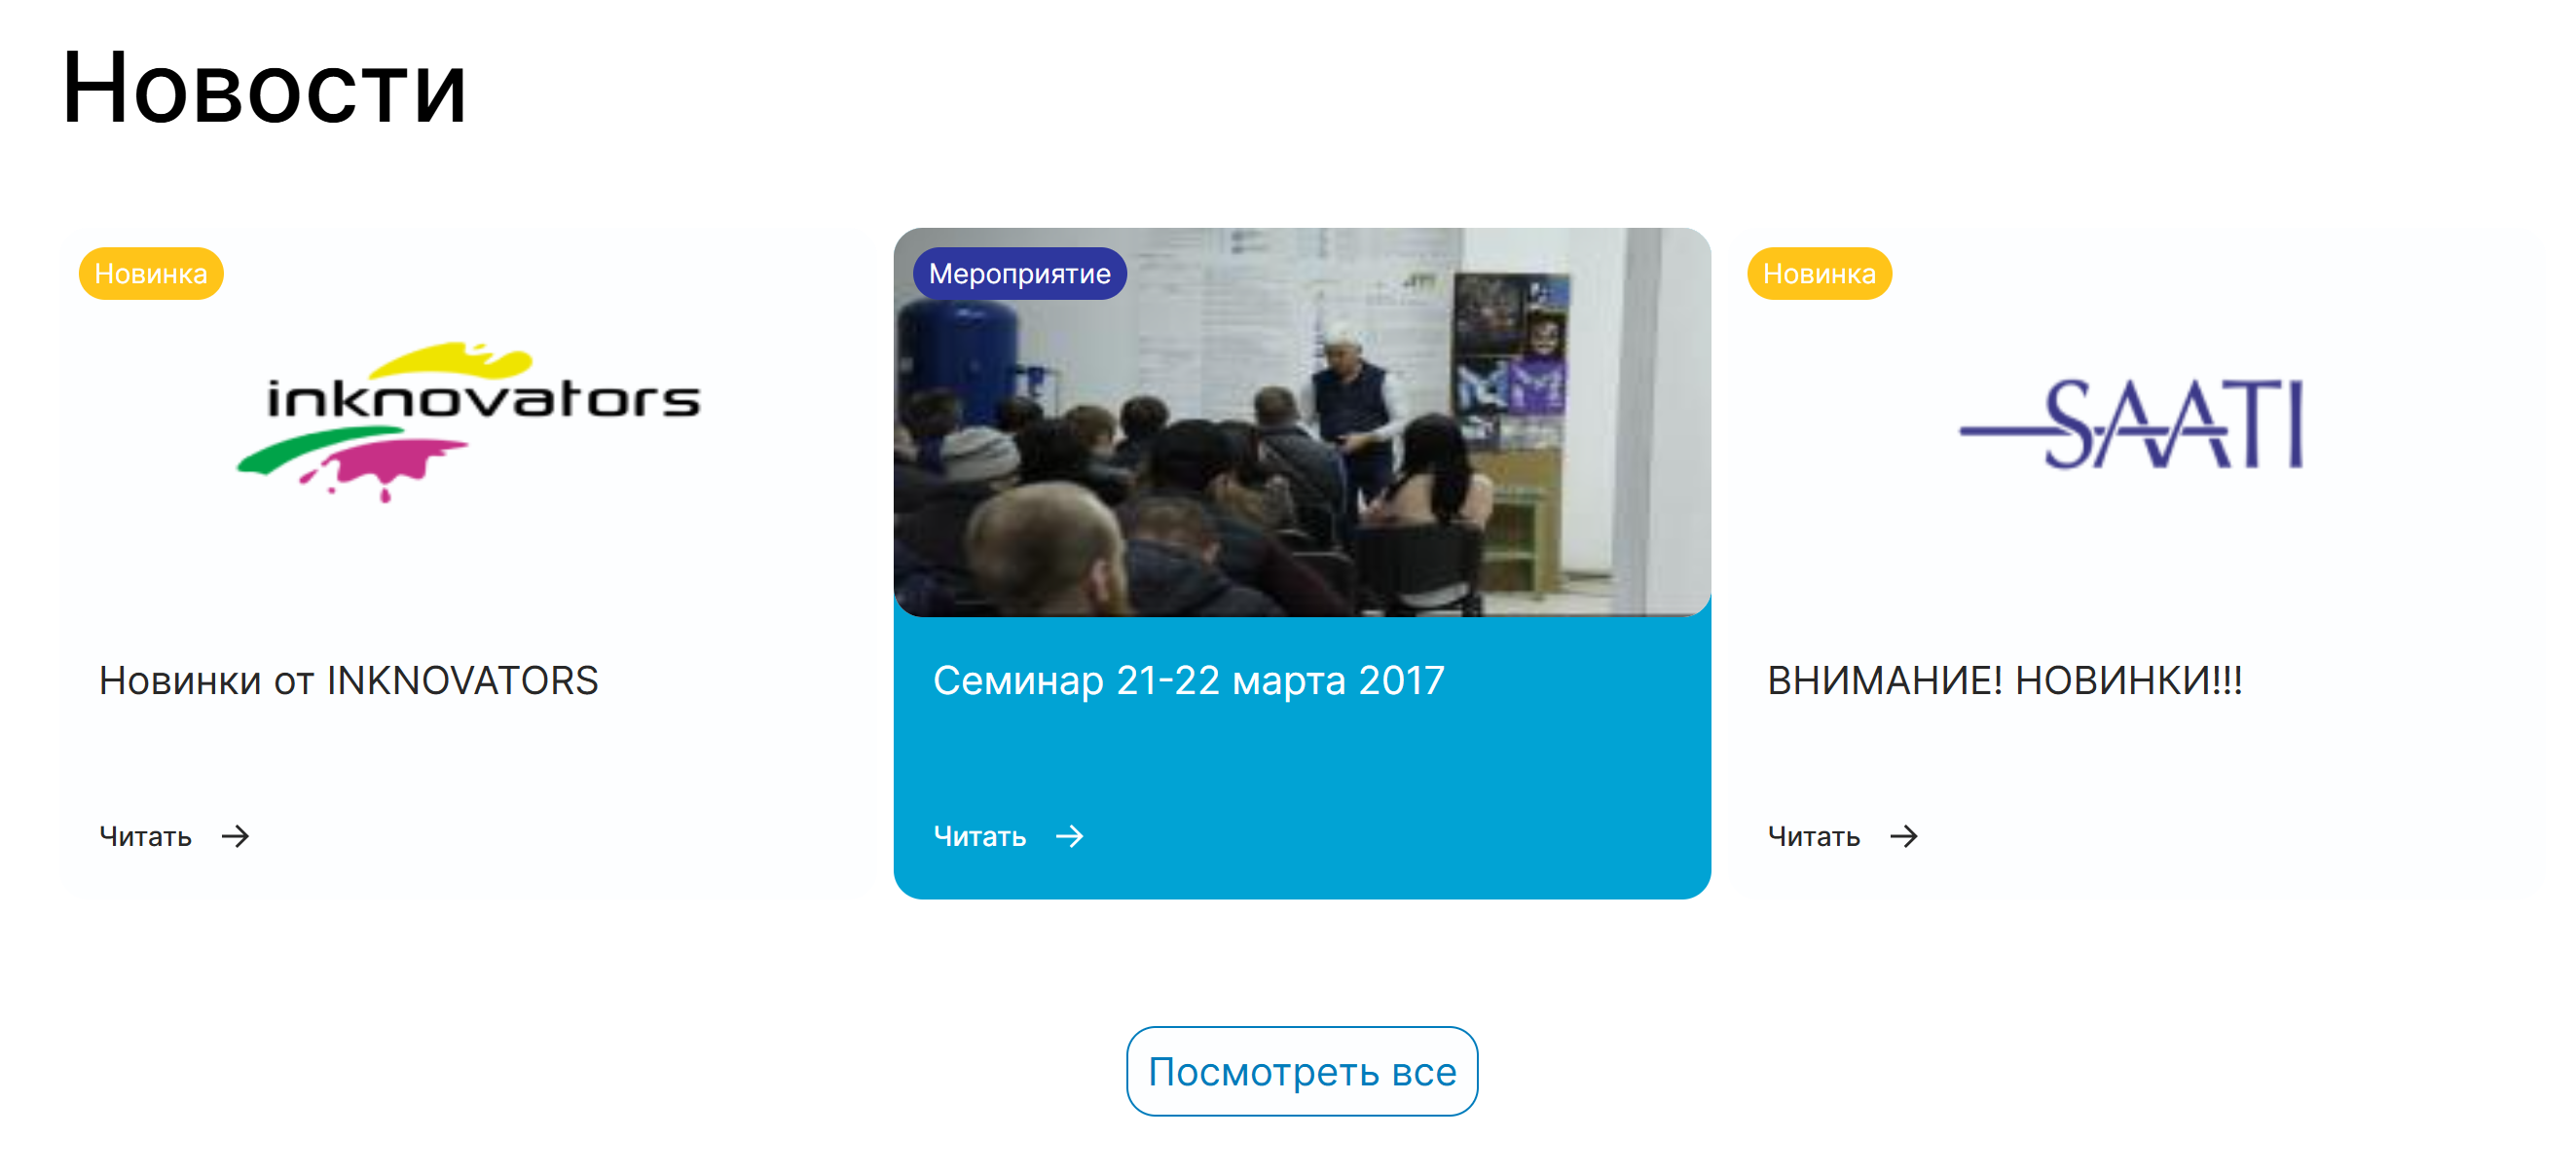 Новости
Новинка
inknovators
Новинки от INKNOVATORS
Читать
Мероприятие
Семинар 21-22 марта 2017
Читать
Новинка
SAATI
ВНИМАНИЕ! НОВИНКИ!!!
Читать
Посмотреть все